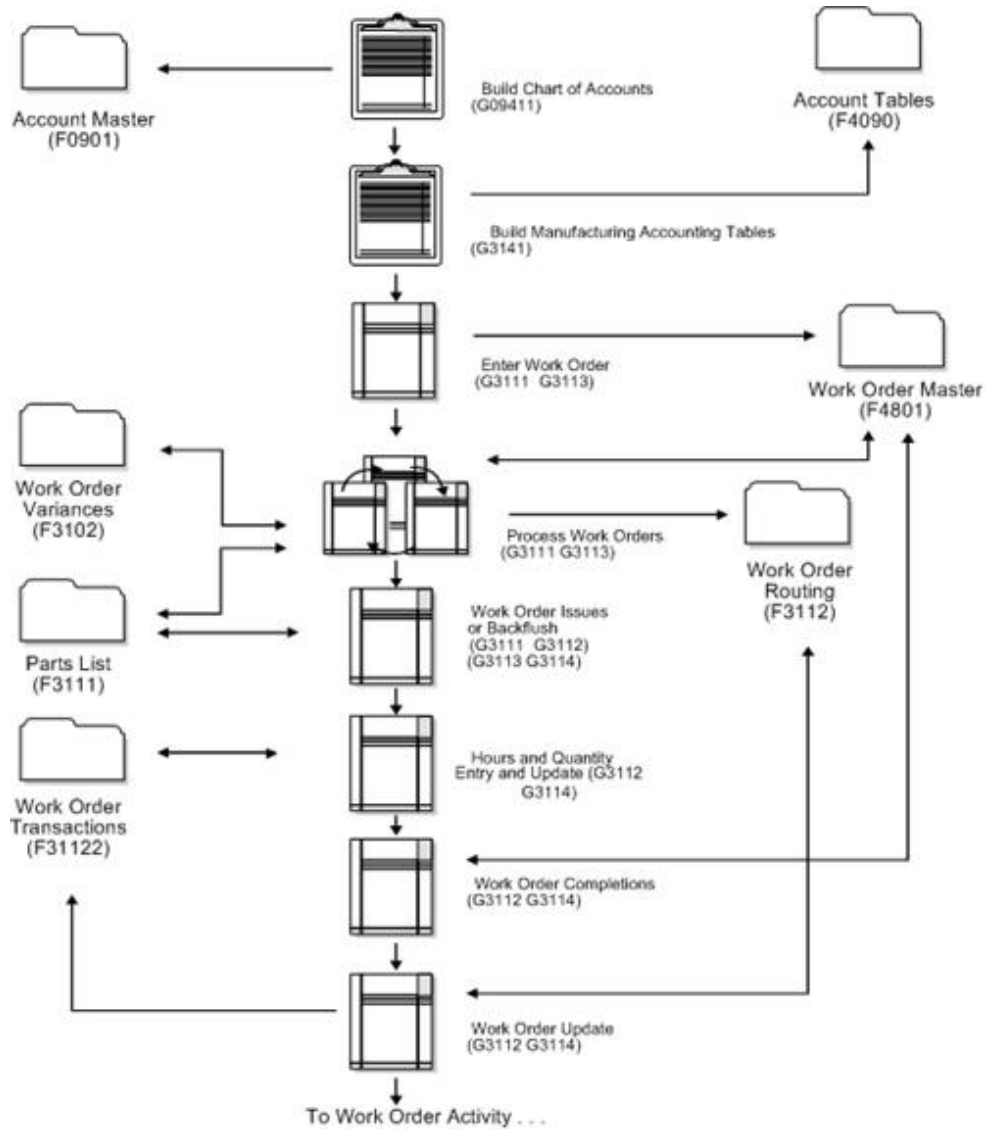 Build Chart of Accounts
(G09411)
Account Master
(F0901)
Account Tables
(F4090)
Build Manufacturing Accounting Tables
(G3141)
Enter Work Order
(G3111 G3113)
Work Order Master
(F4801)
Work Order
Variances
(F3102)
Process Work Orders
(G3111 G3113)
Work Order
Routing
(F3112)
Parts List
(F3111)
Work Order Issues
or Backflush
(G3111 G3112)
(G3113 G3114)
Work Order
Transactions
(F31122)
Hours and Quantity
Entry and Update (G3112
G3114)
Work Order Completions
(G3112 G3114)
Work Order Update
(G3112 G3114)
To Work Order Activity . . .